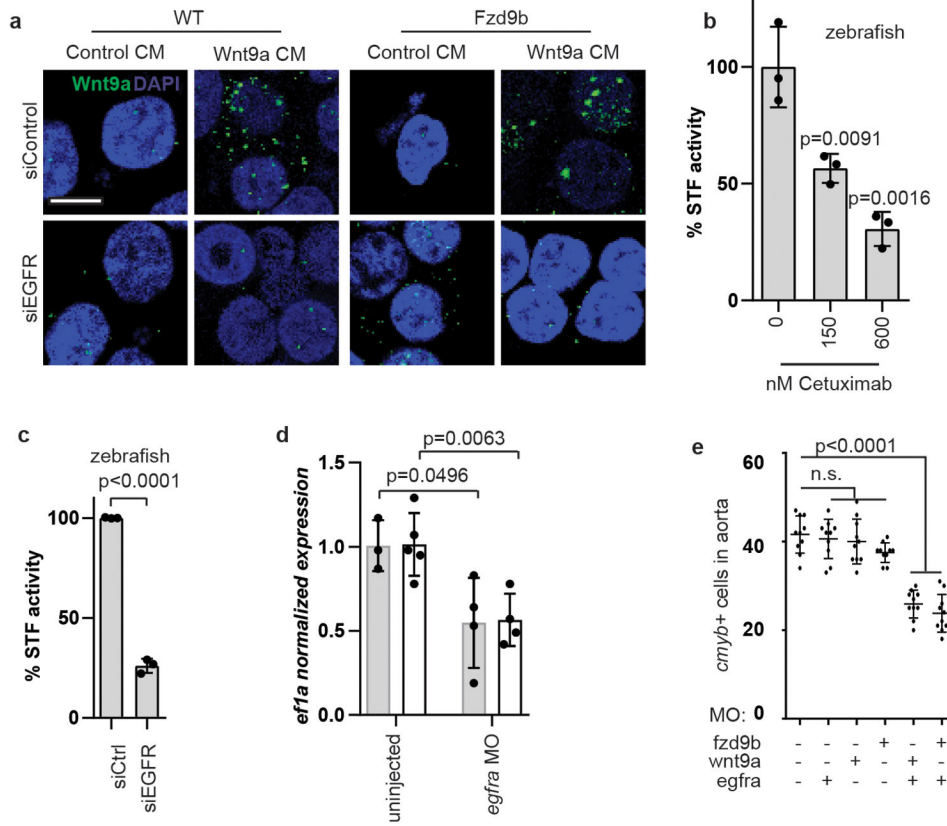 a
WT
Fzd9b
Control CM
Wnt9a CM
Control CM
Wnt9a CM
Wnt9aDAPI
siControl
siEGFR
b
zebrafish
% STF activity
100
50
0
p=0.0091
p=0.0016
0
150
600
nM Cetuximab
c
zebrafish
p<0.0001
% STF activity
100
50
0
siCtrl
siEGFR
d
p=0.0063
p=0.0496
ef1a normalized expression
1.5
1.0
0.5
0.0
uninjected
egfra MO
e
p<0.0001
n.s.
cmyb+ cells in aorta
60
40
20
0
MO:
fzd9b - - - + - +
wnt9a - - + - + -
egfra - + - - + +